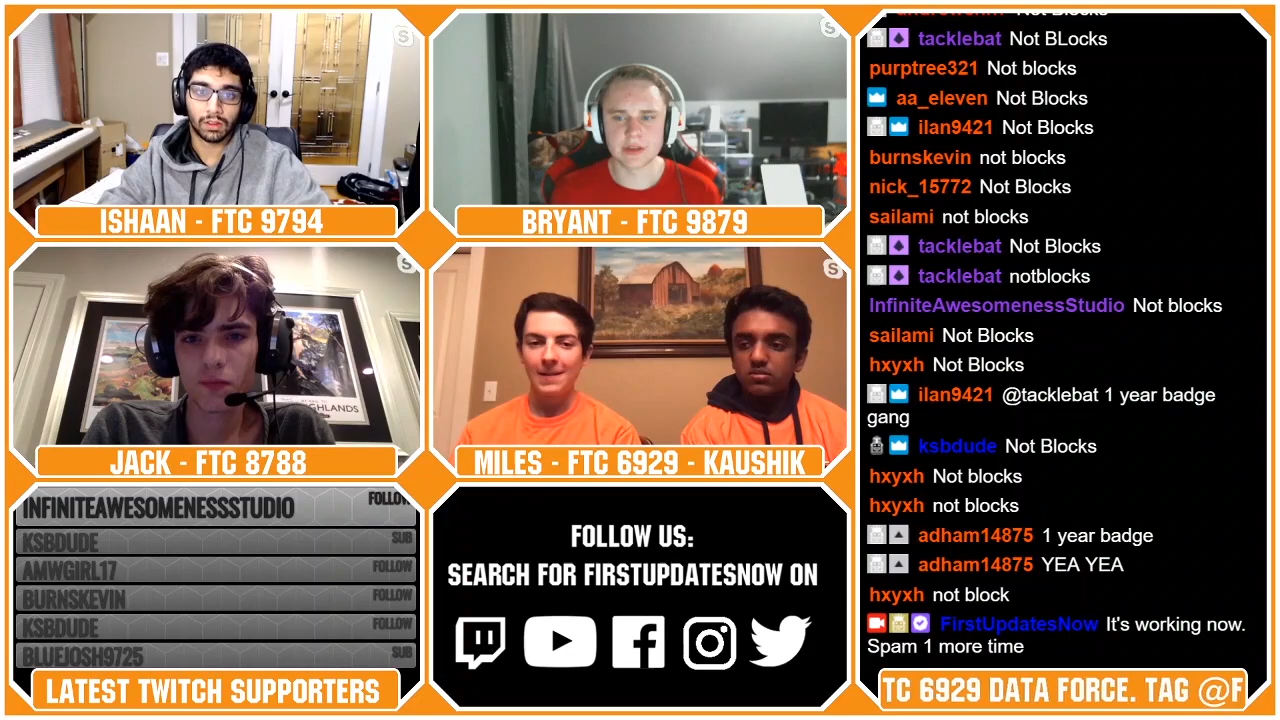 ISHAAN - FTC 9794
BRYANT - FTC 9879
JACK - FTC 8788
HIGHLANDS
MILES - FTC 6929 - KAUSHIK
INFINITEAWESOMENESSSTUDIO FOLLOW
KSBDUDE SUB
AMWGIRL17 FOLLOW
BURNSKEVIN FOLLOW
KSBDUDE FOLLOW
BLUEJOSH9725 SUB
LATEST TWITCH SUPPORTERS
FOLLOW US:
SEARCH FOR FIRSTUPDATESNOW ON
Not Blocks
tacklebat Not BLocks
purptree321 Not blocks
aa_eleven Not Blocks
ilan9421 Not Blocks
burnskevin not blocks
nick_15772 Not Blocks
sailami not blocks
tacklebat Not Blocks
tacklebat notblocks
InfiniteAwesomenessStudio Not blocks
sailami Not Blocks
hxyxh Not Blocks
ilan9421 @tacklebat 1 year badge
gang
ksbdude Not Blocks
hxyxh Not blocks
hxyxh not blocks
adham14875 1 year badge
adham14875 YEA YEA
hxyxh not block
FirstUpdatesNow It's working now.
Spam 1 more time
TC 6929 DATA FORCE. TAG @F